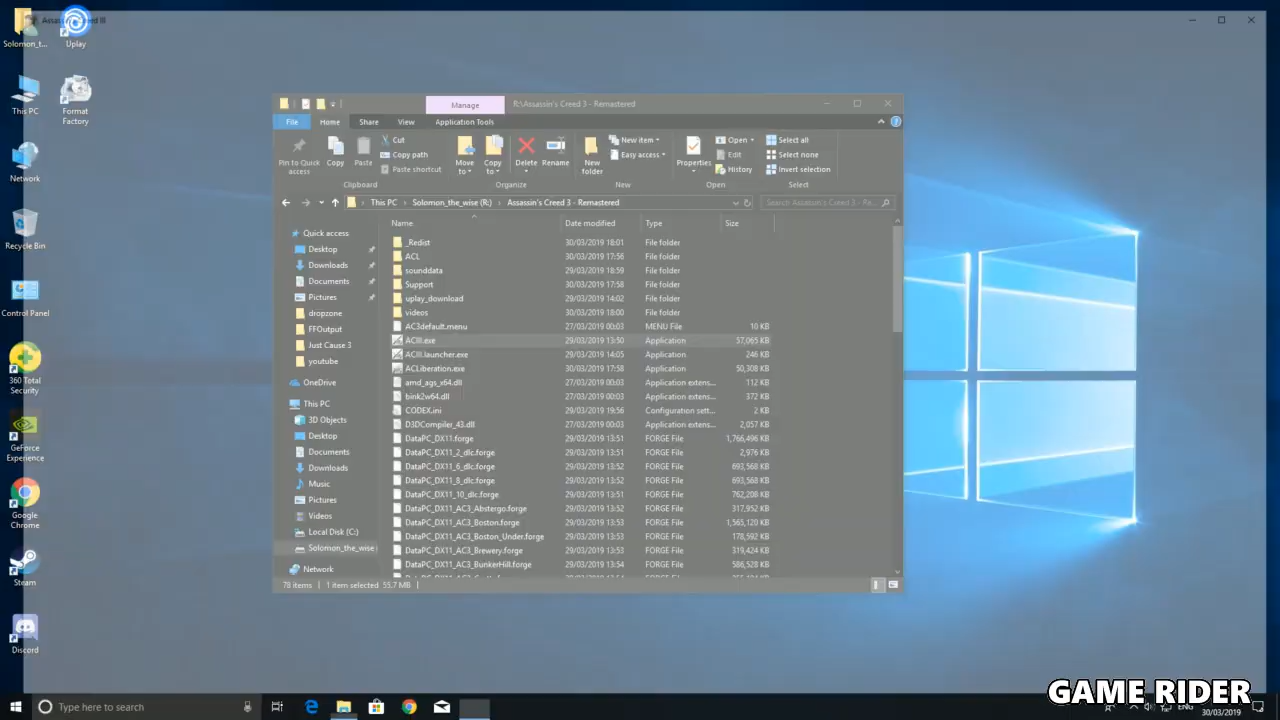 Assassin's Creed III
Solomon_t...
Uplay
This PC
Format
Factory
Network
Recycle Bin
Control Panel
360 Total
Security
GeForce
Experience
Google
Chrome
Steam
Discord
Manage
R:\Assassin's Creed 3 - Remastered
File
Home
Share
View
Application Tools
Pin to Quick
access
Copy
Paste
Cut
Copy path
Paste shortcut
Clipboard
Move
to
Copy
to
Delete
Rename
Organize
New
folder
New item
Easy access
New
Properties
Open
Edit
History
Open
Select all
Select none
Invert selection
Select
This PC > Solomon_the_wise (R:) > Assassin's Creed 3 - Remastered
Search Assassin's Creed 3 - Re...
Quick access
Desktop
Downloads
Documents
Pictures
dropzone
FFOutput
Just Cause 3
youtube
OneDrive
This PC
3D Objects
Desktop
Documents
Downloads
Music
Pictures
Videos
Local Disk (C:)
Solomon_the_wise
Network
Name Date modified Type Size
_Redist 30/03/2019 18:01 File folder
ACL 30/03/2019 17:56 File folder
sounddata 29/03/2019 18:59 File folder
Support 30/03/2019 17:58 File folder
uplay_download 29/03/2019 14:02 File folder
videos 30/03/2019 18:00 File folder
AC3default.menu 27/03/2019 00:03 MENU File 10 KB
ACIII.exe 29/03/2019 13:50 Application 57,065 KB
ACIII.launcher.exe 29/03/2019 14:05 Application 246 KB
ACLiberation.exe 30/03/2019 17:58 Application 50,308 KB
amd_ags_x64.dll 27/03/2019 00:03 Application extens... 112 KB
bink2w64.dll 27/03/2019 00:03 Application extens... 372 KB
CODEX.ini 29/03/2019 19:56 Configuration sett... 2 KB
D3DCompiler_43.dll 27/03/2019 00:03 Application extens... 2,057 KB
DataPC_DX11.forge 29/03/2019 13:51 FORGE File 1,766,496 KB
DataPC_DX11_2_dlc.forge 29/03/2019 13:51 FORGE File 2,976 KB
DataPC_DX11_6_dlc.forge 29/03/2019 13:52 FORGE File 693,568 KB
DataPC_DX11_8_dlc.forge 29/03/2019 13:52 FORGE File 693,568 KB
DataPC_DX11_10_dlc.forge 29/03/2019 13:51 FORGE File 762,208 KB
DataPC_DX11_AC3_Abstergo.forge 29/03/2019 13:52 FORGE File 317,952 KB
DataPC_DX11_AC3_Boston.forge 29/03/2019 13:53 FORGE File 1,565,120 KB
DataPC_DX11_AC3_Boston_Under.forge 29/03/2019 13:53 FORGE File 178,592 KB
DataPC_DX11_AC3_Brewery.forge 29/03/2019 13:53 FORGE File 319,424 KB
DataPC_DX11_AC3_BunkerHill.forge 29/03/2019 13:54 FORGE File 586,528 KB
78 items 1 item selected 55.7 MB
Type here to search
ENG
30/03/2019
GAME RIDER